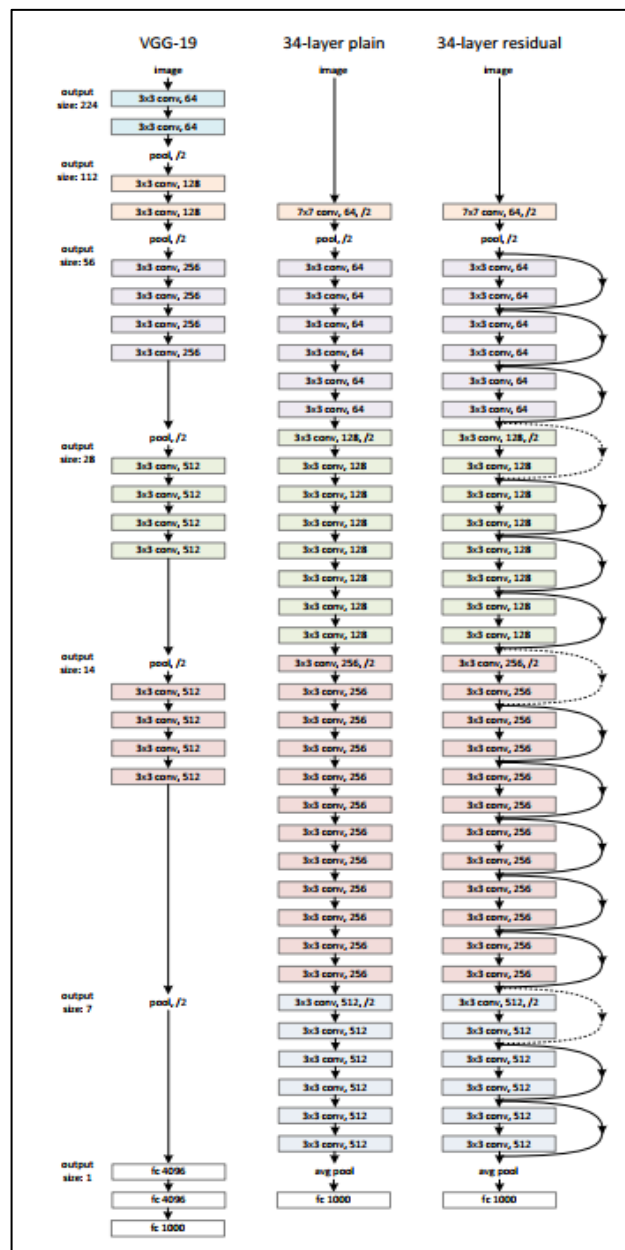 VGG-19
image
output
size: 224
3x3 conv, 64
3x3 conv, 64
pool, /2
output
size: 112
3x3 conv, 128
3x3 conv, 128
pool, /2
output
size: 56
3x3 conv, 256
3x3 conv, 256
3x3 conv, 256
3x3 conv, 256
pool, /2
output
size: 28
3x3 conv, 512
3x3 conv, 512
3x3 conv, 512
3x3 conv, 512
pool, /2
output
size: 14
3x3 conv, 512
3x3 conv, 512
3x3 conv, 512
3x3 conv, 512
output
size: 7
pool, /2
output
size: 1
fc 4096
fc 4096
fc 1000
34-layer plain
image
7x7 conv, 64, /2
pool, /2
3x3 conv, 64
3x3 conv, 64
3x3 conv, 64
3x3 conv, 64
3x3 conv, 64
3x3 conv, 64
3x3 conv, 128, /2
3x3 conv, 128
3x3 conv, 128
3x3 conv, 128
3x3 conv, 128
3x3 conv, 128
3x3 conv, 128
3x3 conv, 128
3x3 conv, 256, /2
3x3 conv, 256
3x3 conv, 256
3x3 conv, 256
3x3 conv, 256
3x3 conv, 256
3x3 conv, 256
3x3 conv, 256
3x3 conv, 256
3x3 conv, 256
3x3 conv, 256
3x3 conv, 256
3x3 conv, 512, /2
3x3 conv, 512
3x3 conv, 512
3x3 conv, 512
3x3 conv, 512
3x3 conv, 512
avg pool
fc 1000
34-layer residual
image
7x7 conv, 64, /2
pool, /2
3x3 conv, 64
3x3 conv, 64
3x3 conv, 64
3x3 conv, 64
3x3 conv, 64
3x3 conv, 64
3x3 conv, 128, /2
3x3 conv, 128
3x3 conv, 128
3x3 conv, 128
3x3 conv, 128
3x3 conv, 128
3x3 conv, 128
3x3 conv, 128
3x3 conv, 256, /2
3x3 conv, 256
3x3 conv, 256
3x3 conv, 256
3x3 conv, 256
3x3 conv, 256
3x3 conv, 256
3x3 conv, 256
3x3 conv, 256
3x3 conv, 256
3x3 conv, 256
3x3 conv, 256
3x3 conv, 512, /2
3x3 conv, 512
3x3 conv, 512
3x3 conv, 512
3x3 conv, 512
3x3 conv, 512
avg pool
fc 1000